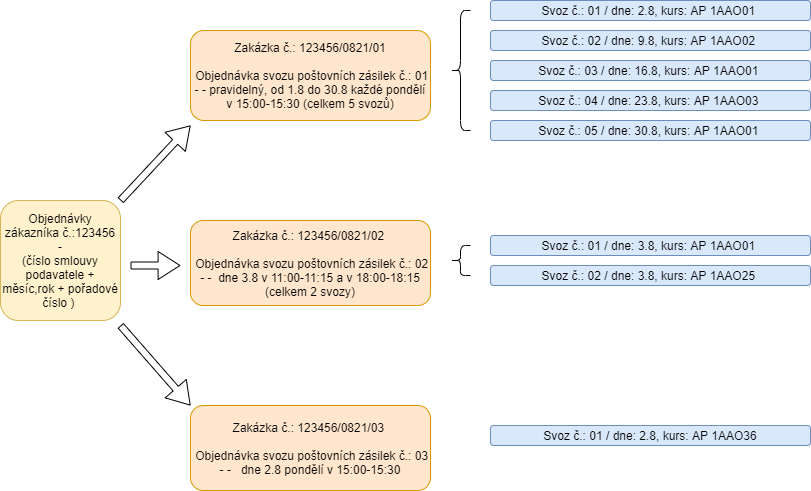 Objednávky
zákazníka č.:123456
-
(číslo smlouvy
podavatele +
měsíc,rok + pořadové
číslo )
Zakázka č.: 123456/0821/01
Objednávka svozu poštovních zásilek č.: 01
- - pravidelný, od 1.8 do 30.8 každé pondělí
v 15:00-15:30 (celkem 5 svozů)
Svoz č.: 01 / dne: 2.8, kurs: AP 1AAO01
Svoz č.: 02 / dne: 9.8, kurs: AP 1AAO02
Svoz č.: 03 / dne: 16.8, kurs: AP 1AAO01
Svoz č.: 04 / dne: 23.8, kurs: AP 1AAO03
Svoz č.: 05 / dne: 30.8, kurs: AP 1AAO01
Zakázka č.: 123456/0821/02
Objednávka svozu poštovních zásilek č.: 02
- - dne 3.8 v 11:00-11:15 a v 18:00-18:15
(celkem 2 svozy)
Svoz č.: 01 / dne: 3.8, kurs: AP 1AAO01
Svoz č.: 02 / dne: 3.8, kurs: AP 1AAO25
Zakázka č.: 123456/0821/03
Objednávka svozu poštovních zásilek č.: 03
- - dne 2.8 pondělí v 15:00-15:30
Svoz č.: 01 / dne: 2.8, kurs: AP 1AAO36